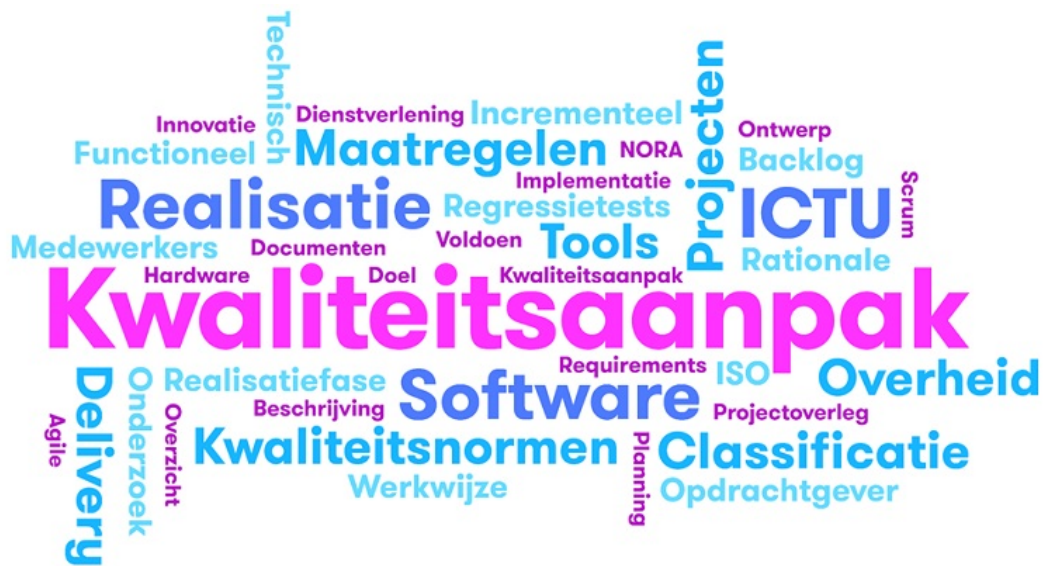 Technisch
Projecten
Dienstverlening
Incrementeel
Innovatie
Ontwerp
Functioneel
Maatregelen
NORA
Backlog
Scrum
Implementatie
Realisatie
Regressietests
ICTU
Medewerkers
Documenten
Voldoen
Tools
Rationale
Hardware
Doel
Kwaliteitsaanpak
Kwaliteitsaanpak
Requirements
ISO
Overheid
Delivery
Onderzoek
Realisatiefase
Software
Beschrijving
Projectoverleg
Agile
Overzicht
Kwaliteitsnormen
Planning
Classificatie
Werkwijze
Opdrachtgever